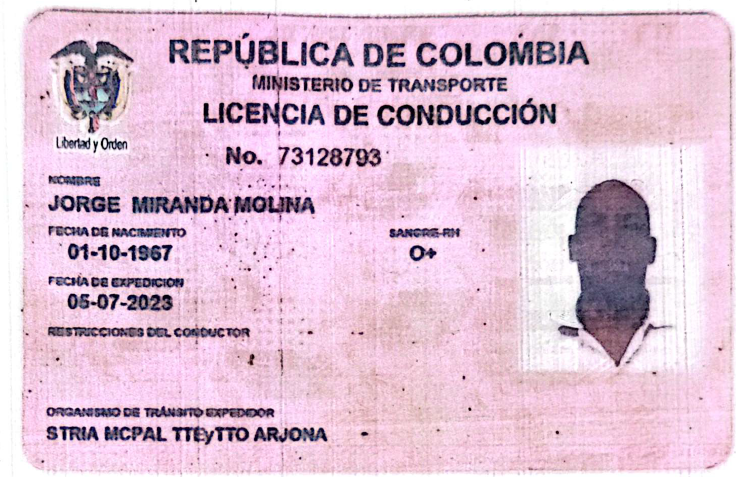 REPÚBLICA DE COLOMBIA
MINISTERIO DE TRANSPORTE
LICENCIA DE CONDUCCIÓN
Libertad y Orden
No. 73128793
NOMBRE
JORGE MIRANDA MOLINA
FECHA DE NACIMIENTO
01-10-1967
SANGRE-RH
O+
FECHA DE EXPEDICIÓN
05-07-2023
RESTRICCIONES DEL CONDUCTOR
ORGANISMO DE TRÁNSITO EXPEDIDOR
STRIA MCPAL TTEyTTO ARJONA